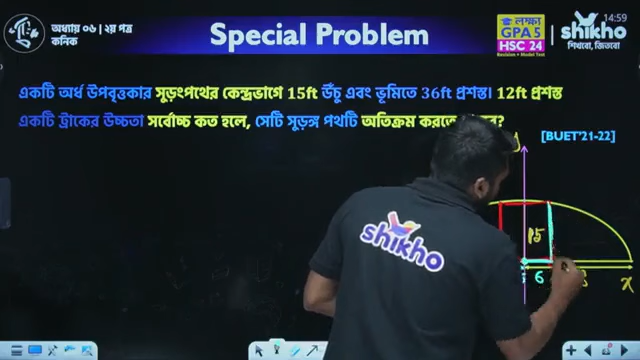 অধ্যায় ০৬ | ২য় পত্র
কনিক
Special Problem
লক্ষ্য
GPA 5
HSC 24
Revision + Model Test
14:59
shikho
শিখবো, জিতবো
একটি অর্ধ উপবৃত্তকার সুড়ংপথের কেন্দ্রভাগে 15ft উঁচু এবং ভূমিতে 36ft প্রশস্ত। 12ft প্রশস্ত
একটি ট্রাকের উচ্চতা সর্বোচ্চ কত হলে, সেটি সুড়ঙ্গ পথটি অতিক্রম করতে
[BUET'21-22]
shikho
15
6
X